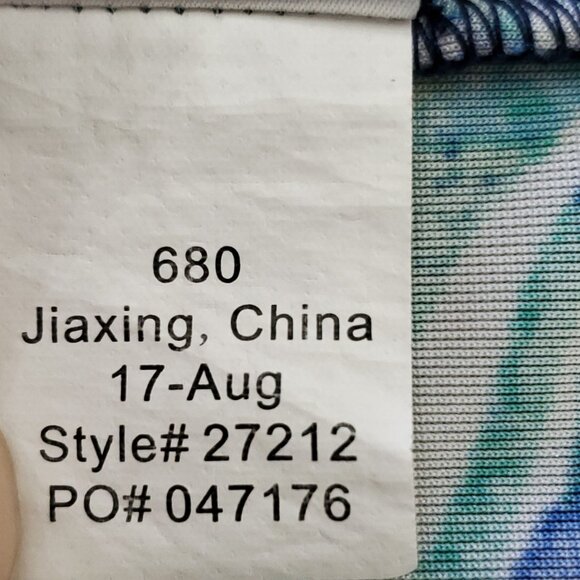 680
Jiaxing, China
17-Aug
Style# 27212
PO# 047176